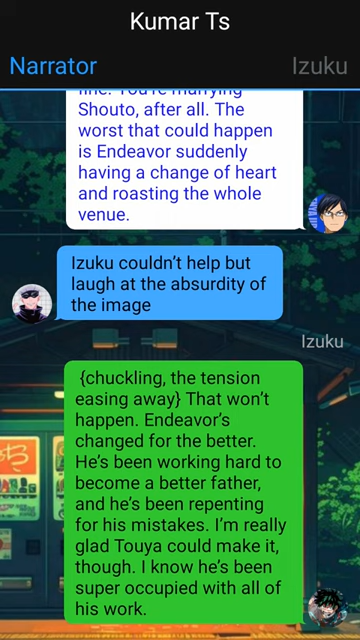 Kumar Ts
Narrator
Izuku
line. You're marrying
Shouto, after all. The
worst that could happen
is Endeavor suddenly
having a change of heart
and roasting the whole
venue.
Izuku couldn't help but
laugh at the absurdity of
the image
Izuku
{chuckling, the tension
easing away} That won't
happen. Endeavor's
changed for the better.
He's been working hard to
become a better father,
and he's been repenting
for his mistakes. I'm really
glad Touya could make it,
though. I know he's been
super occupied with all of
his work.